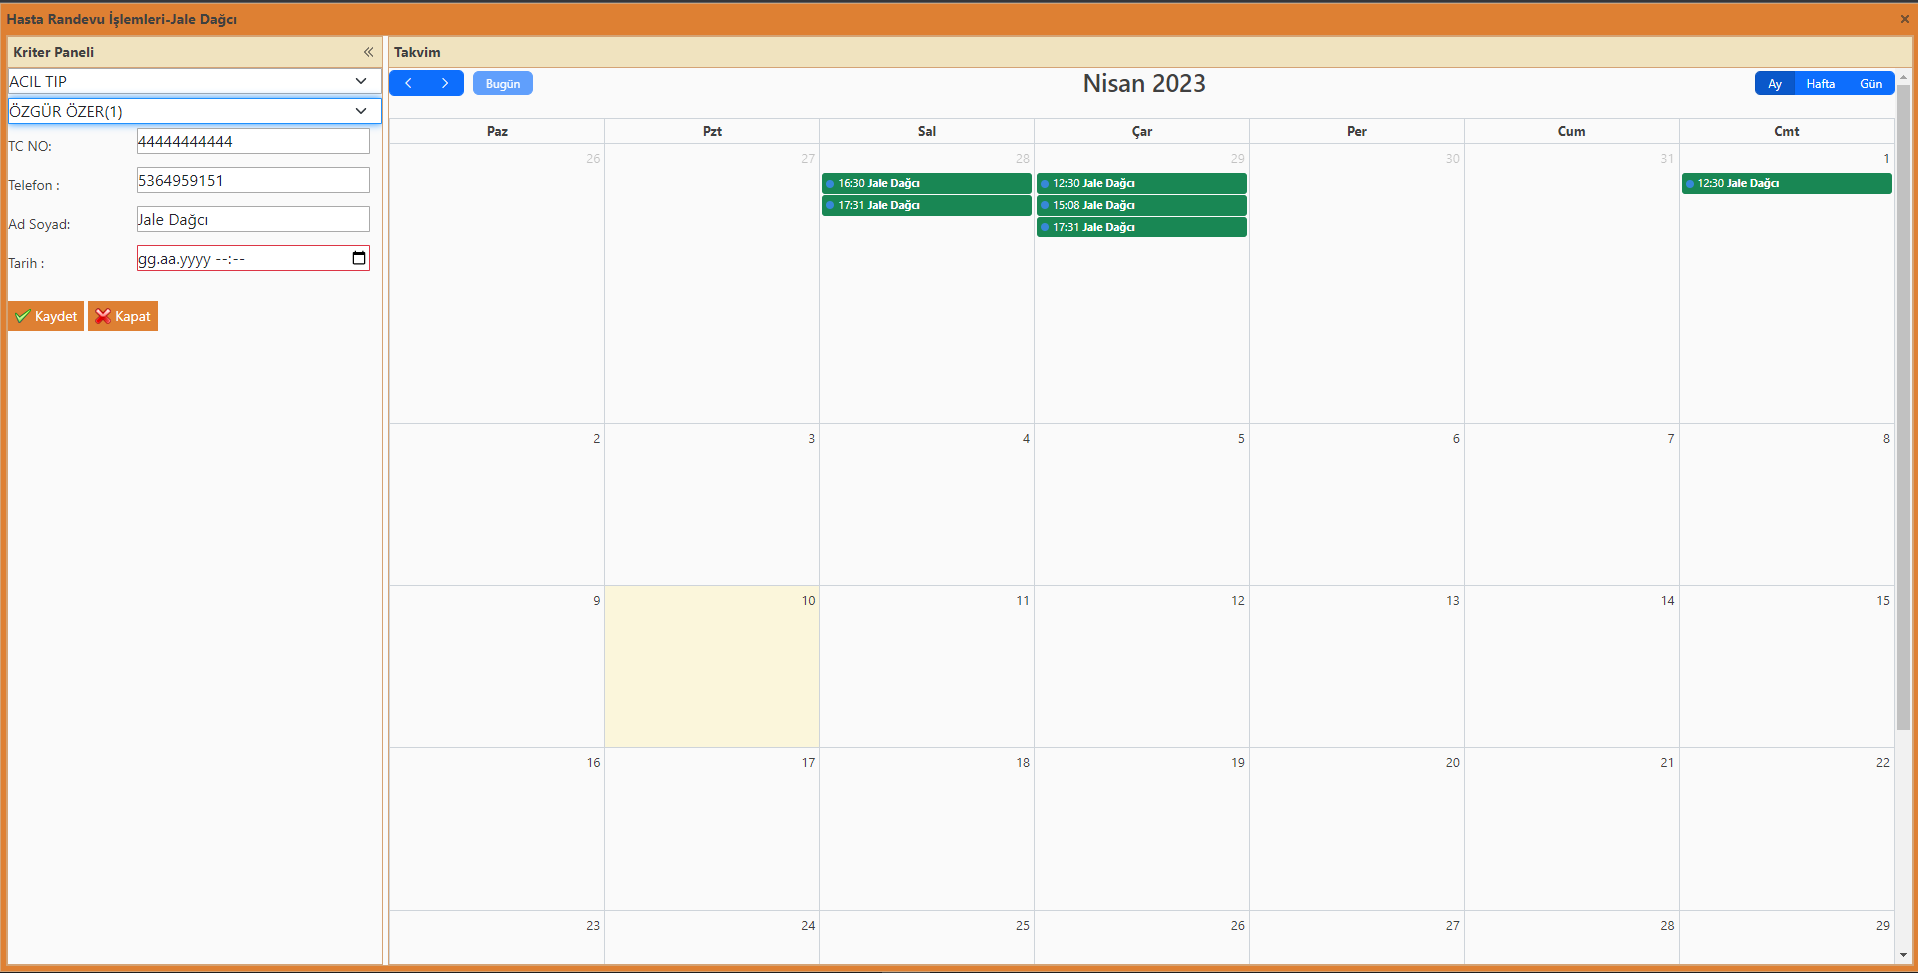 Hasta Randevu İşlemleri-Jale Dağcı
Kriter Paneli
ACIL TIP
ÖZGÜR ÖZER(1)
TC NO: 44444444444
Telefon : 5364959151
Ad Soyad: Jale Dağcı
Tarih : gg.aa.yyyy --:--
Kaydet Kapat
Takvim
Bugün Nisan 2023 Ay Hafta Gün
Paz Pzt Sal Çar Per Cum Cmt
26 27 28 29 30 31 1
16:30 Jale Dağcı 12:30 Jale Dağcı 12:30 Jale Dağcı
17:31 Jale Dağcı 15:08 Jale Dağcı
17:31 Jale Dağcı
2 3 4 5 6 7 8
9 10 11 12 13 14 15
16 17 18 19 20 21 22
23 24 25 26 27 28 29